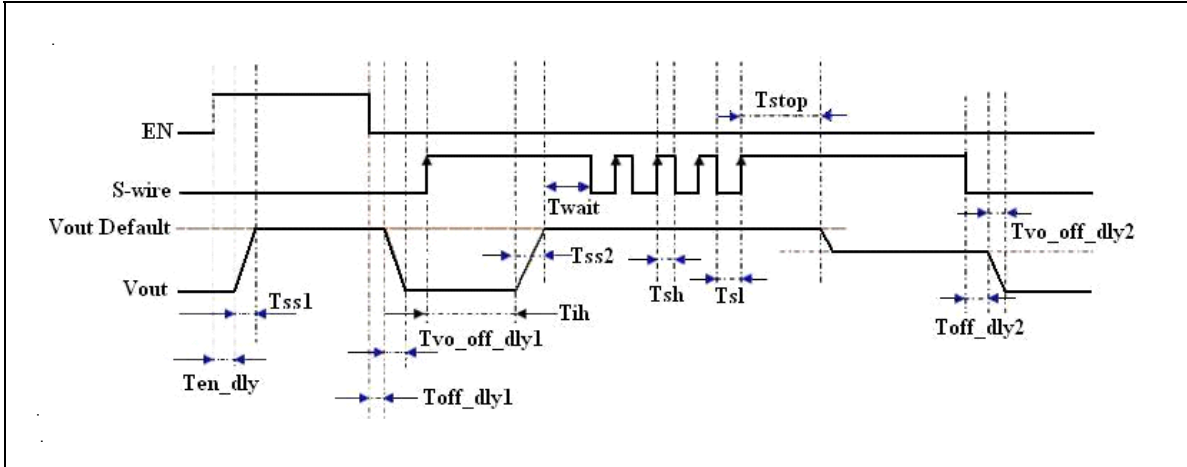 Tstop
EN
S-wire
Twait
Vout Default
Tvo_off_dly2
Tss2
Vout
Tsh
Tsl
Tss1
Tih
Toff_dly2
Tvo_off_dly1
Ten_dly
Toff_dly1